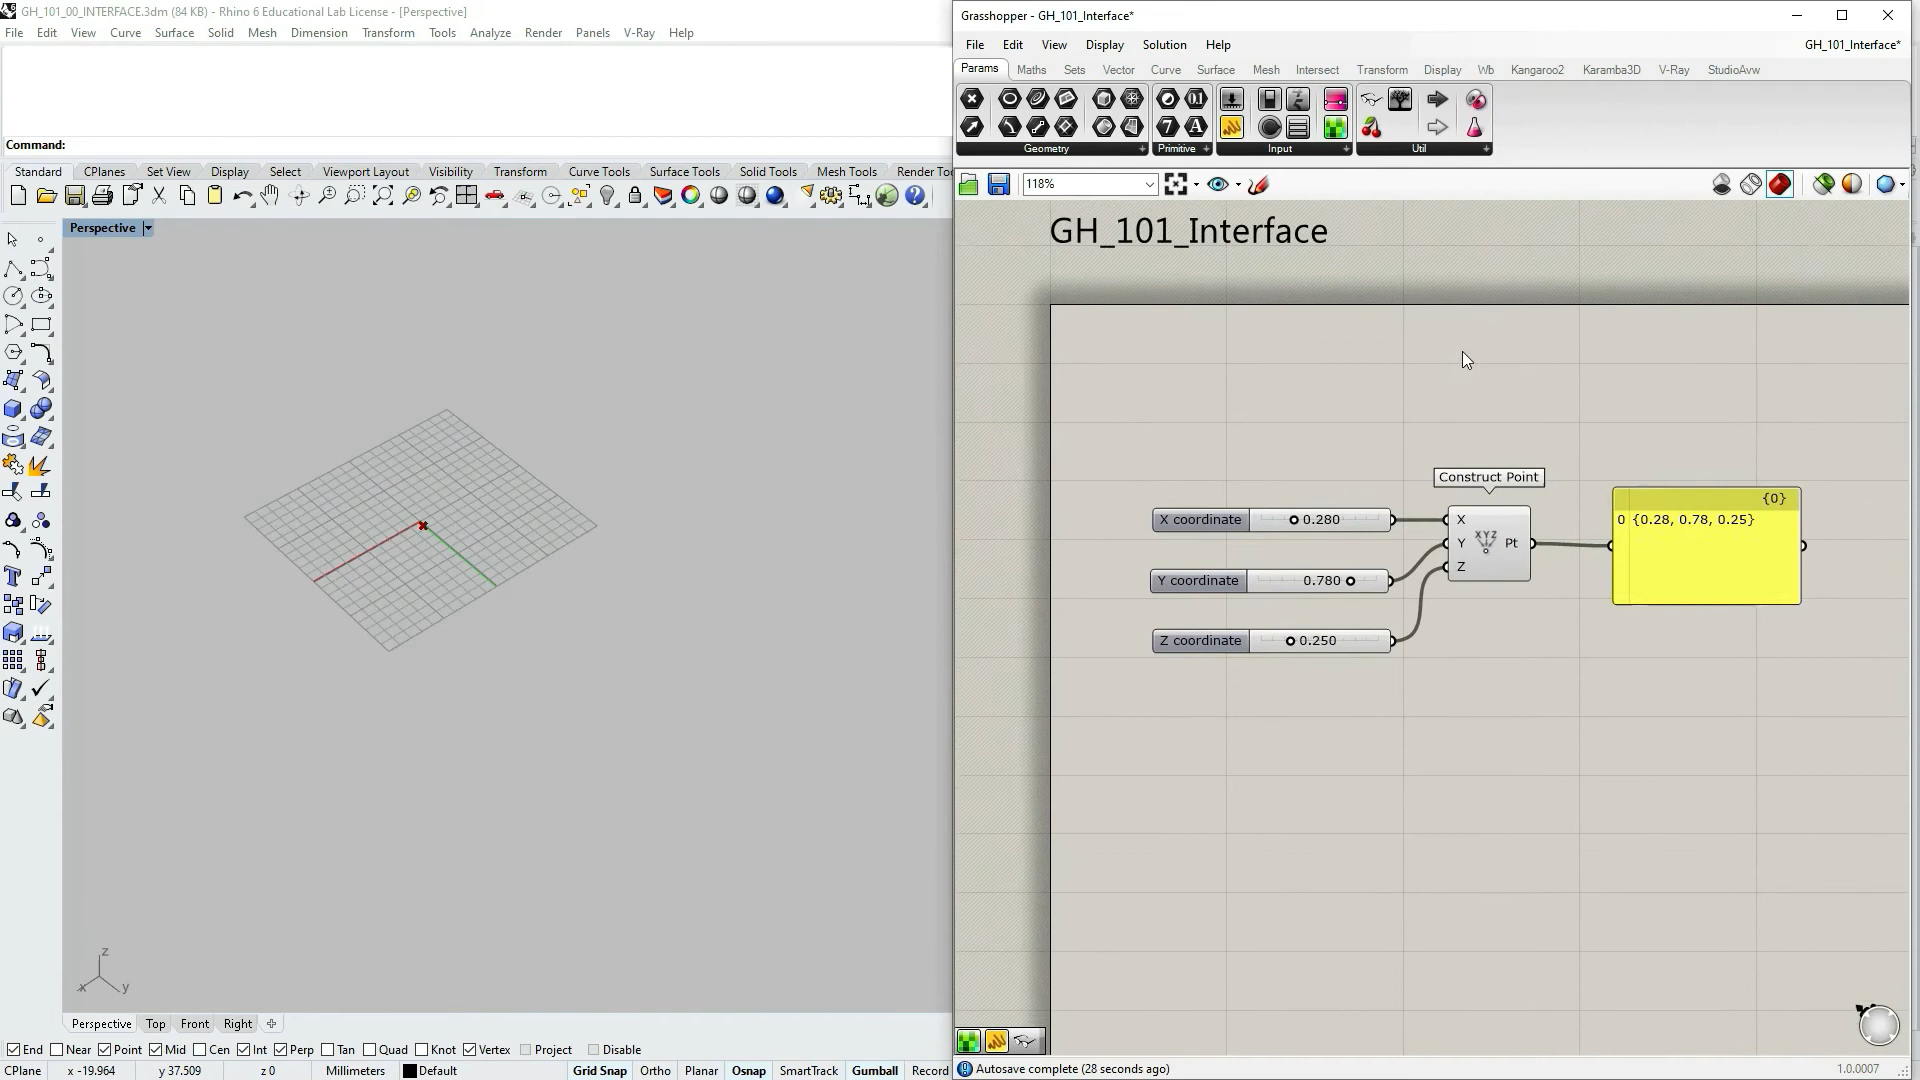 GH_101_00_INTERFACE.3dm (84 KB) - Rhino 6 Educational Lab License - [Perspective]
File Edit View Curve Surface Solid Mesh Dimension Transform Tools Analyze Render Panels V-Ray Help
Command:
Standard CPlanes Set View Display Select Viewport Layout Visibility Transform Curve Tools Surface Tools Solid Tools Mesh Tools Render Too
Perspective
z
x y
Perspective Top Front Right
End Near Point Mid Cen Int Perp Tan Quad Knot Vertex Project Disable
CPlane x -19.964 y 37.509 z 0 Millimeters Default Grid Snap Ortho Planar Osnap SmartTrack Gumball Record
Grasshopper - GH_101_Interface*
File Edit View Display Solution Help GH_101_Interface*
Params Maths Sets Vector Curve Surface Mesh Intersect Transform Display Wb Kangaroo2 Karamba3D V-Ray StudioAvw
0.1
7 A
Geometry Primitive Input Util
118%
GH_101_Interface
Construct Point
{0}
X coordinate 0.280 X 0 {0.28, 0.78, 0.25}
XYZ
Y Pt
Z
Y coordinate 0.780
Z coordinate 0.250
Autosave complete (28 seconds ago) 1.0.0007